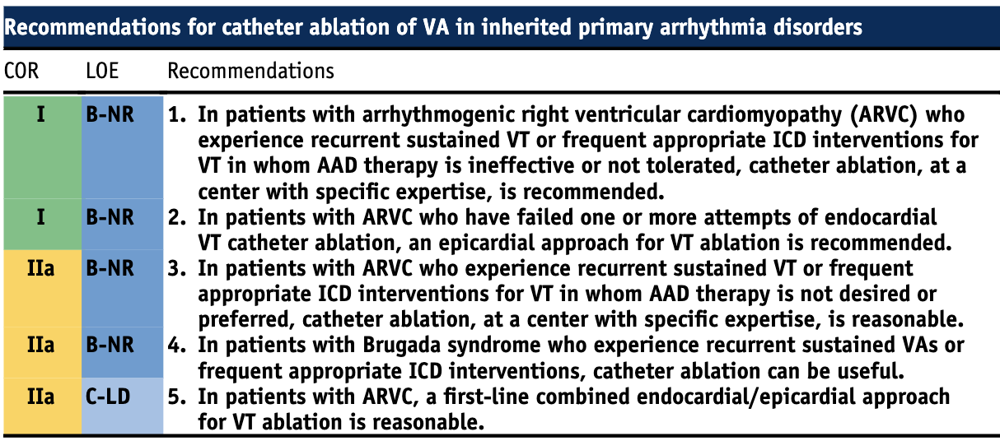 Recommendations for catheter ablation of VA in inherited primary arrhythmia disorders
COR LOE Recommendations
I B-NR 1. In patients with arrhythmogenic right ventricular cardiomyopathy (ARVC) who
experience recurrent sustained VT or frequent appropriate ICD interventions for
VT in whom AAD therapy is ineffective or not tolerated, catheter ablation, at a
center with specific expertise, is recommended.
I B-NR 2. In patients with ARVC who have failed one or more attempts of endocardial
VT catheter ablation, an epicardial approach for VT ablation is recommended.
IIa B-NR 3. In patients with ARVC who experience recurrent sustained VT or frequent
appropriate ICD interventions for VT in whom AAD therapy is not desired or
preferred, catheter ablation, at a center with specific expertise, is reasonable.
IIa B-NR 4. In patients with Brugada syndrome who experience recurrent sustained VAs or
frequent appropriate ICD interventions, catheter ablation can be useful.
IIa C-LD 5. In patients with ARVC, a first-line combined endocardial/epicardial approach
for VT ablation is reasonable.